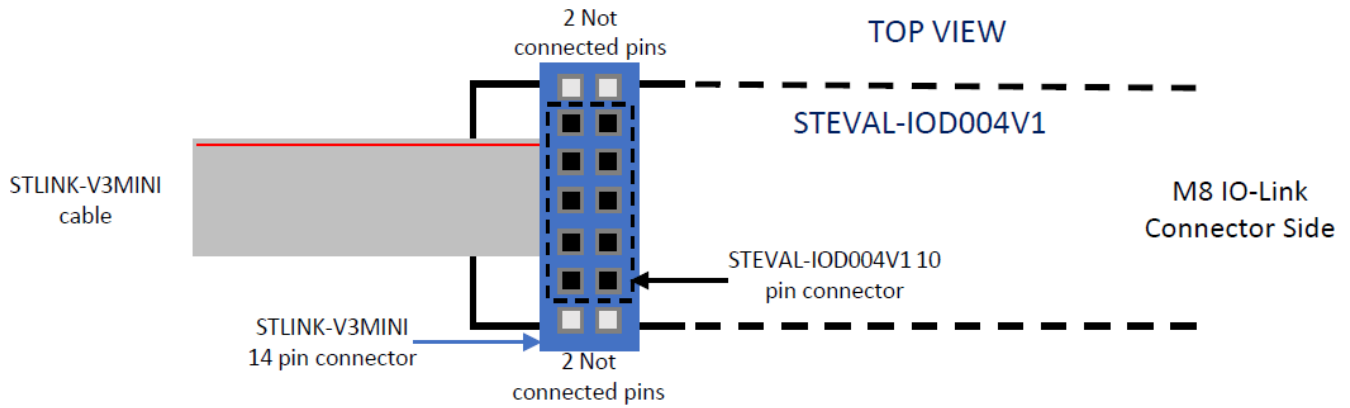 2 Not
connected pins
TOP VIEW
STEVAL-IOD004V1
STLINK-V3MINI
cable
M8 IO-Link
Connector Side
STEVAL-IOD004V1 10
pin connector
STLINK-V3MINI
14 pin connector
2 Not
connected pins